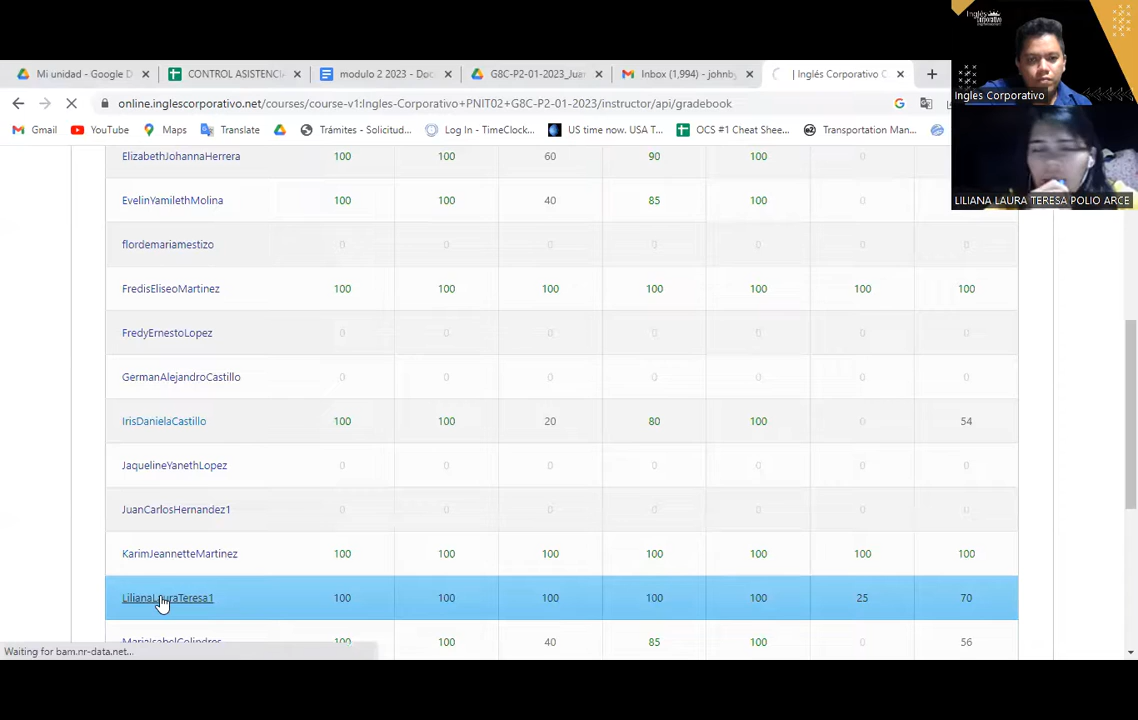 Inglés
Corporativo
Mi unidad - Google D
CONTROL ASISTENCI
modulo 2 2023 - Doc
G8C-P2-01-2023_Juan
Inbox (1,994) - johnby
| Inglés Corporativo C
Ingles Corporativo
online.inglescorporativo.net/courses/course-v1:Ingles-Corporativo+PNIT02+G8C-P2-01-2023/instructor/api/gradebook
Gmail YouTube Maps Translate Trámites - Solicitud... Log In - TimeClock... US time now. USA T... OCS #1 Cheat Shee... Transportation Man...
ElizabethJohannaHerrera 100 100 60 90 100 0
LILIANA LAURA TERESA POLIO ARCE
EvelinYamilethMolina 100 100 40 85 100 0
flordemariamestizo 0 0 0 0 0 0 0
FredisEliseoMartinez 100 100 100 100 100 100 100
FredyErnestoLopez 0 0 0 0 0 0 0
GermanAlejandroCastillo 0 0 0 0 0 0 0
IrisDanielaCastillo 100 100 20 80 100 0 54
JaquelineYanethLopez 0 0 0 0 0 0 0
JuanCarlosHernandez1 0 0 0 0 0 0 0
KarimJeannetteMartinez 100 100 100 100 100 100 100
LilianaLauraTeresa1 100 100 100 100 100 25 70
MariaIsabelColindres 100 100 40 85 100 0 56
Waiting for bam.nr-data.net...